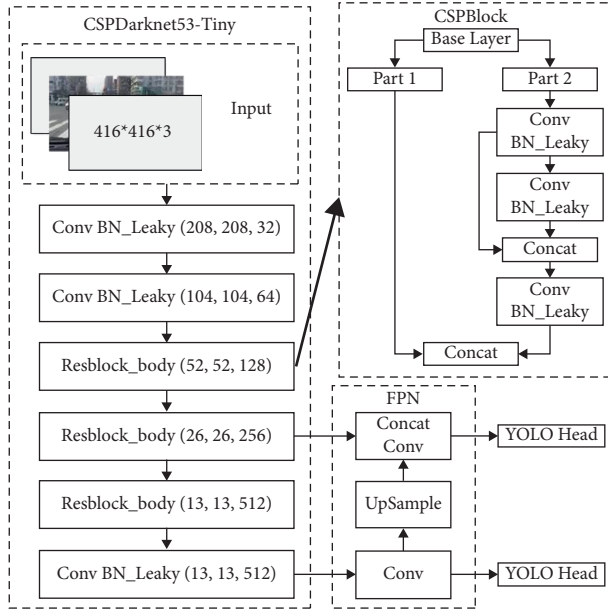 CSPDarknet53-Tiny
Input
416*416*3
Conv BN_Leaky (208, 208, 32)
Conv BN_Leaky (104, 104, 64)
Resblock_body (52, 52, 128)
Resblock_body (26, 26, 256)
Resblock_body (13, 13, 512)
Conv BN_Leaky (13, 13, 512)
CSPBlock
Base Layer
Part 1
Part 2
Conv
BN_Leaky
Conv
BN_Leaky
Concat
Conv
BN_Leaky
Concat
FPN
Concat
Conv
YOLO Head
UpSample
Conv
YOLO Head